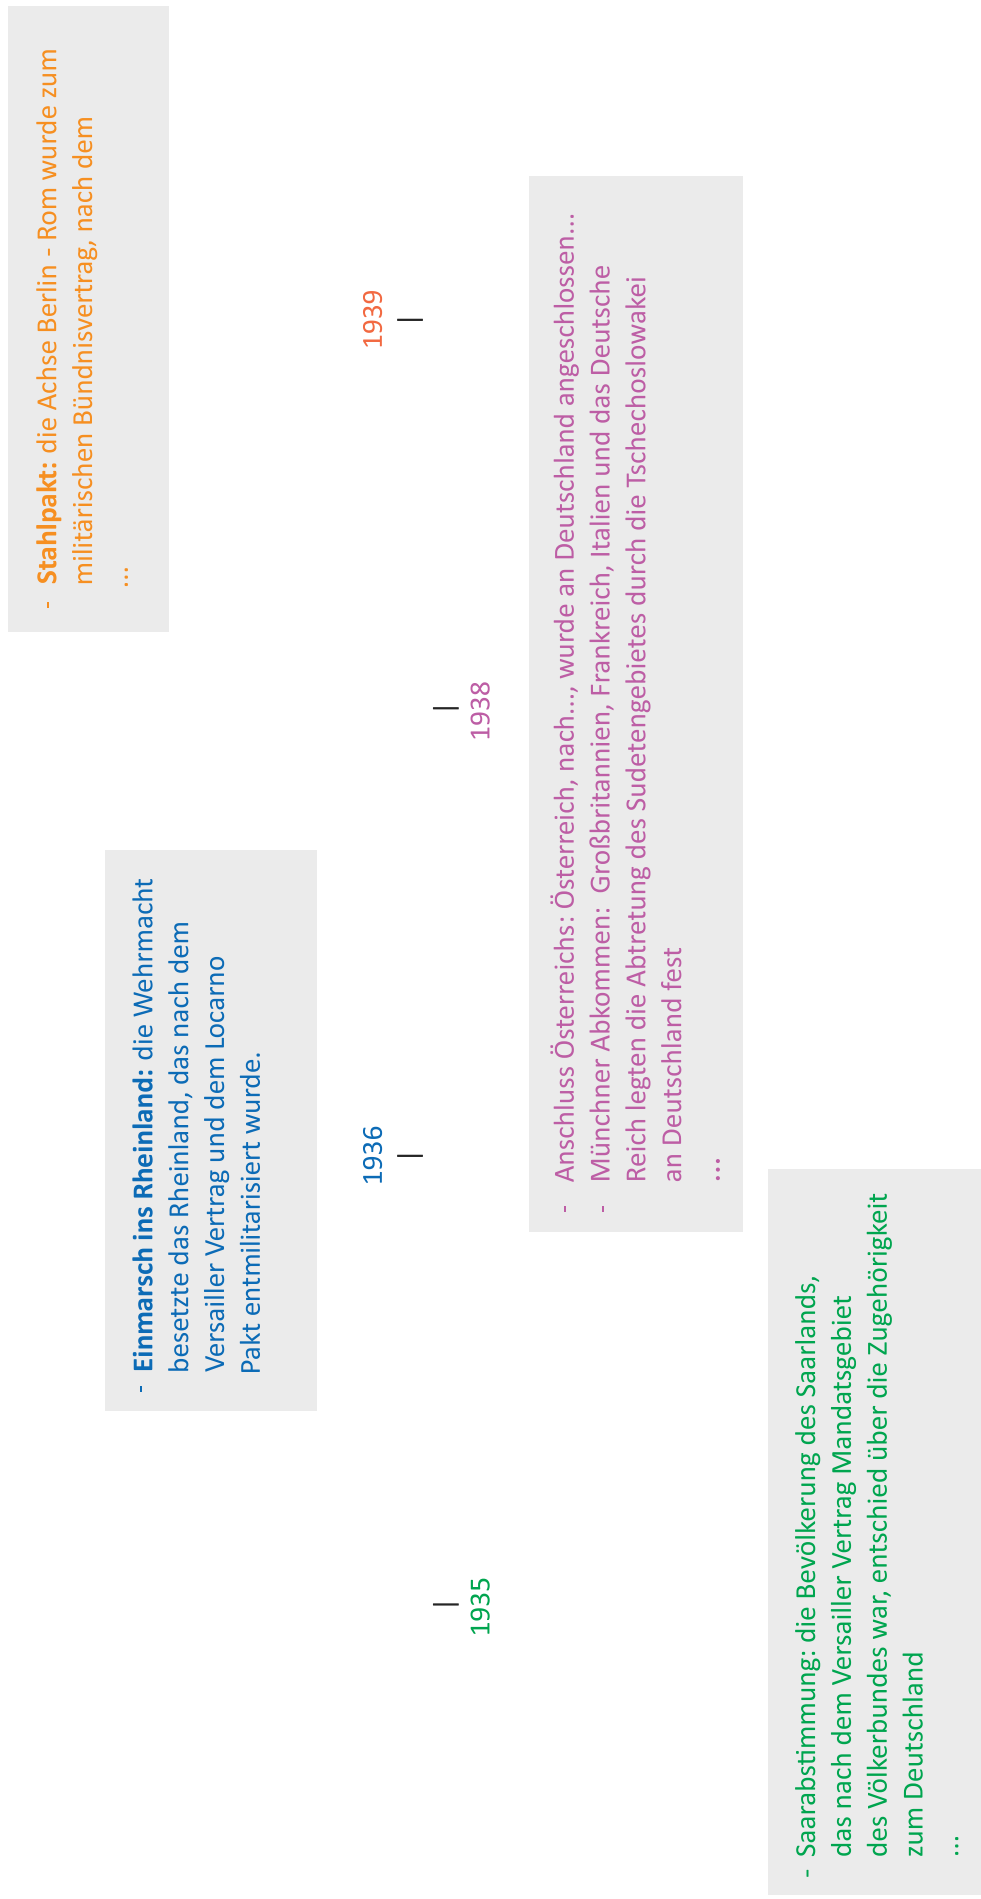 - Stahlpakt: die Achse Berlin - Rom wurde zum
militärischen Bündnisvertrag, nach dem
...
- Einmarsch ins Rheinland: die Wehrmacht
besetzte das Rheinland, das nach dem
Versailler Vertrag und dem Locarno
Pakt entmilitarisiert wurde.
1936
1939
1935
1938
- Anschluss Österreichs: Österreich, nach..., wurde an Deutschland angeschlossen...
- Münchner Abkommen: Großbritannien, Frankreich, Italien und das Deutsche
Reich legten die Abtretung des Sudetengebietes durch die Tschechoslowakei
an Deutschland fest
...
- Saarabstimmung: die Bevölkerung des Saarlands,
das nach dem Versailler Vertrag Mandatsgebiet
des Völkerbundes war, entschied über die Zugehörigkeit
zum Deutschland
...